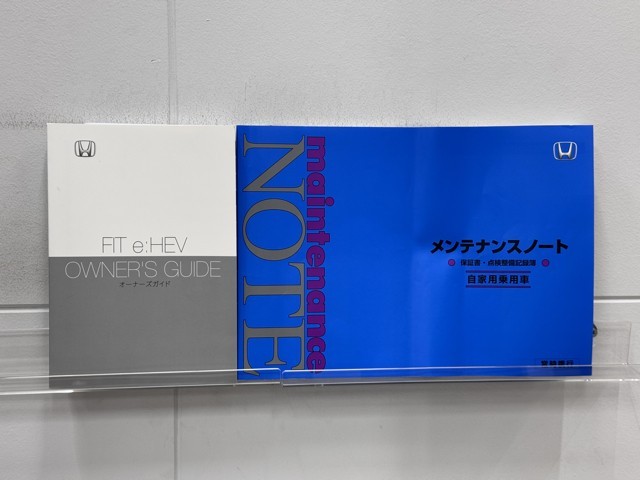 FIT e:HEV
OWNER'S GUIDE
オーナーズガイド
maintenance
NOTE
メンテナンスノート
保証書・点検整備記録簿
自家用乗用車